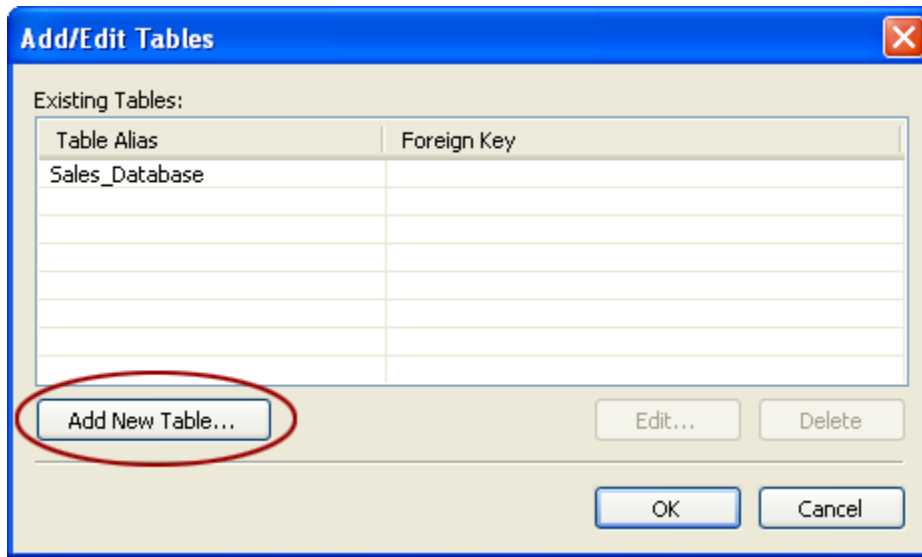 Add/Edit Tables
Existing Tables:
Table Alias Foreign Key
Sales_Database
Add New Table... Edit... Delete
OK Cancel